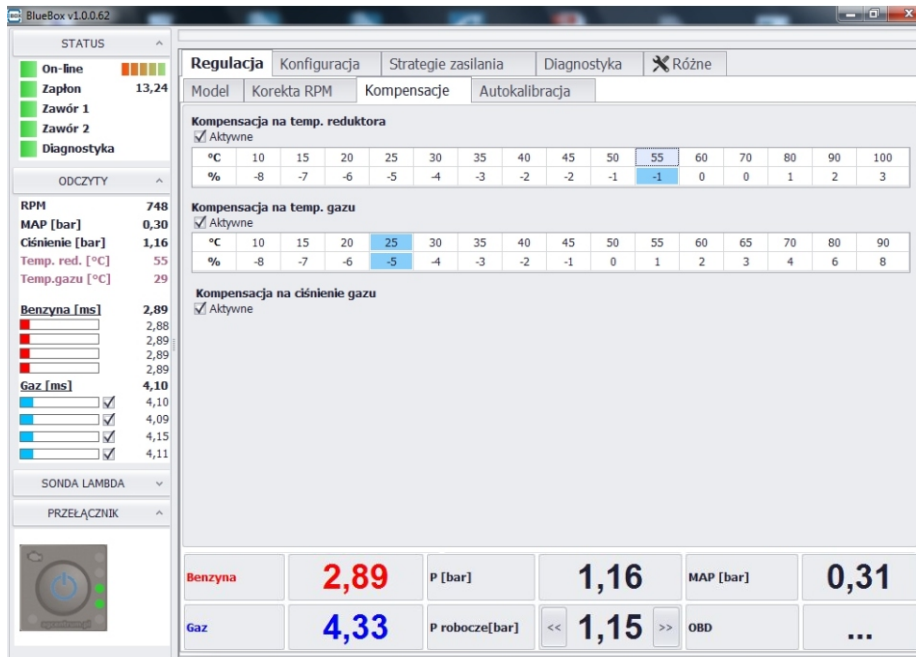 BlueBox v1.0.0.62
STATUS
On-line
Zapłon 13,24
Zawór 1
Zawór 2
Diagnostyka
ODCZYTY
RPM 748
MAP [bar] 0,30
Ciśnienie [bar] 1,16
Temp. red. [°C] 55
Temp.gazu [°C] 29
Benzyna [ms] 2,89
2,88
2,89
2,89
2,89
Gaz [ms] 4,10
4,10
4,09
4,15
4,11
SONDA LAMBDA
PRZEŁĄCZNIK
Regulacja Konfiguracja Strategie zasilania Diagnostyka Różne
Model Korekta RPM Kompensacje Autokalibracja
Kompensacja na temp. reduktora
Aktywne
°C 10 15 20 25 30 35 40 45 50 55 60 70 80 90 100
% -8 -7 -6 -5 -4 -3 -2 -2 -1 -1 0 0 1 2 3
Kompensacja na temp. gazu
Aktywne
°C 10 15 20 25 30 35 40 45 50 55 60 65 70 80 90
% -8 -7 -6 -5 -4 -3 -2 -1 0 1 2 3 4 6 8
Kompensacja na ciśnienie gazu
Aktywne
Benzyna 2,89 P [bar] 1,16 MAP [bar] 0,31
Gaz 4,33 P robocze[bar] << 1,15 >> OBD ...